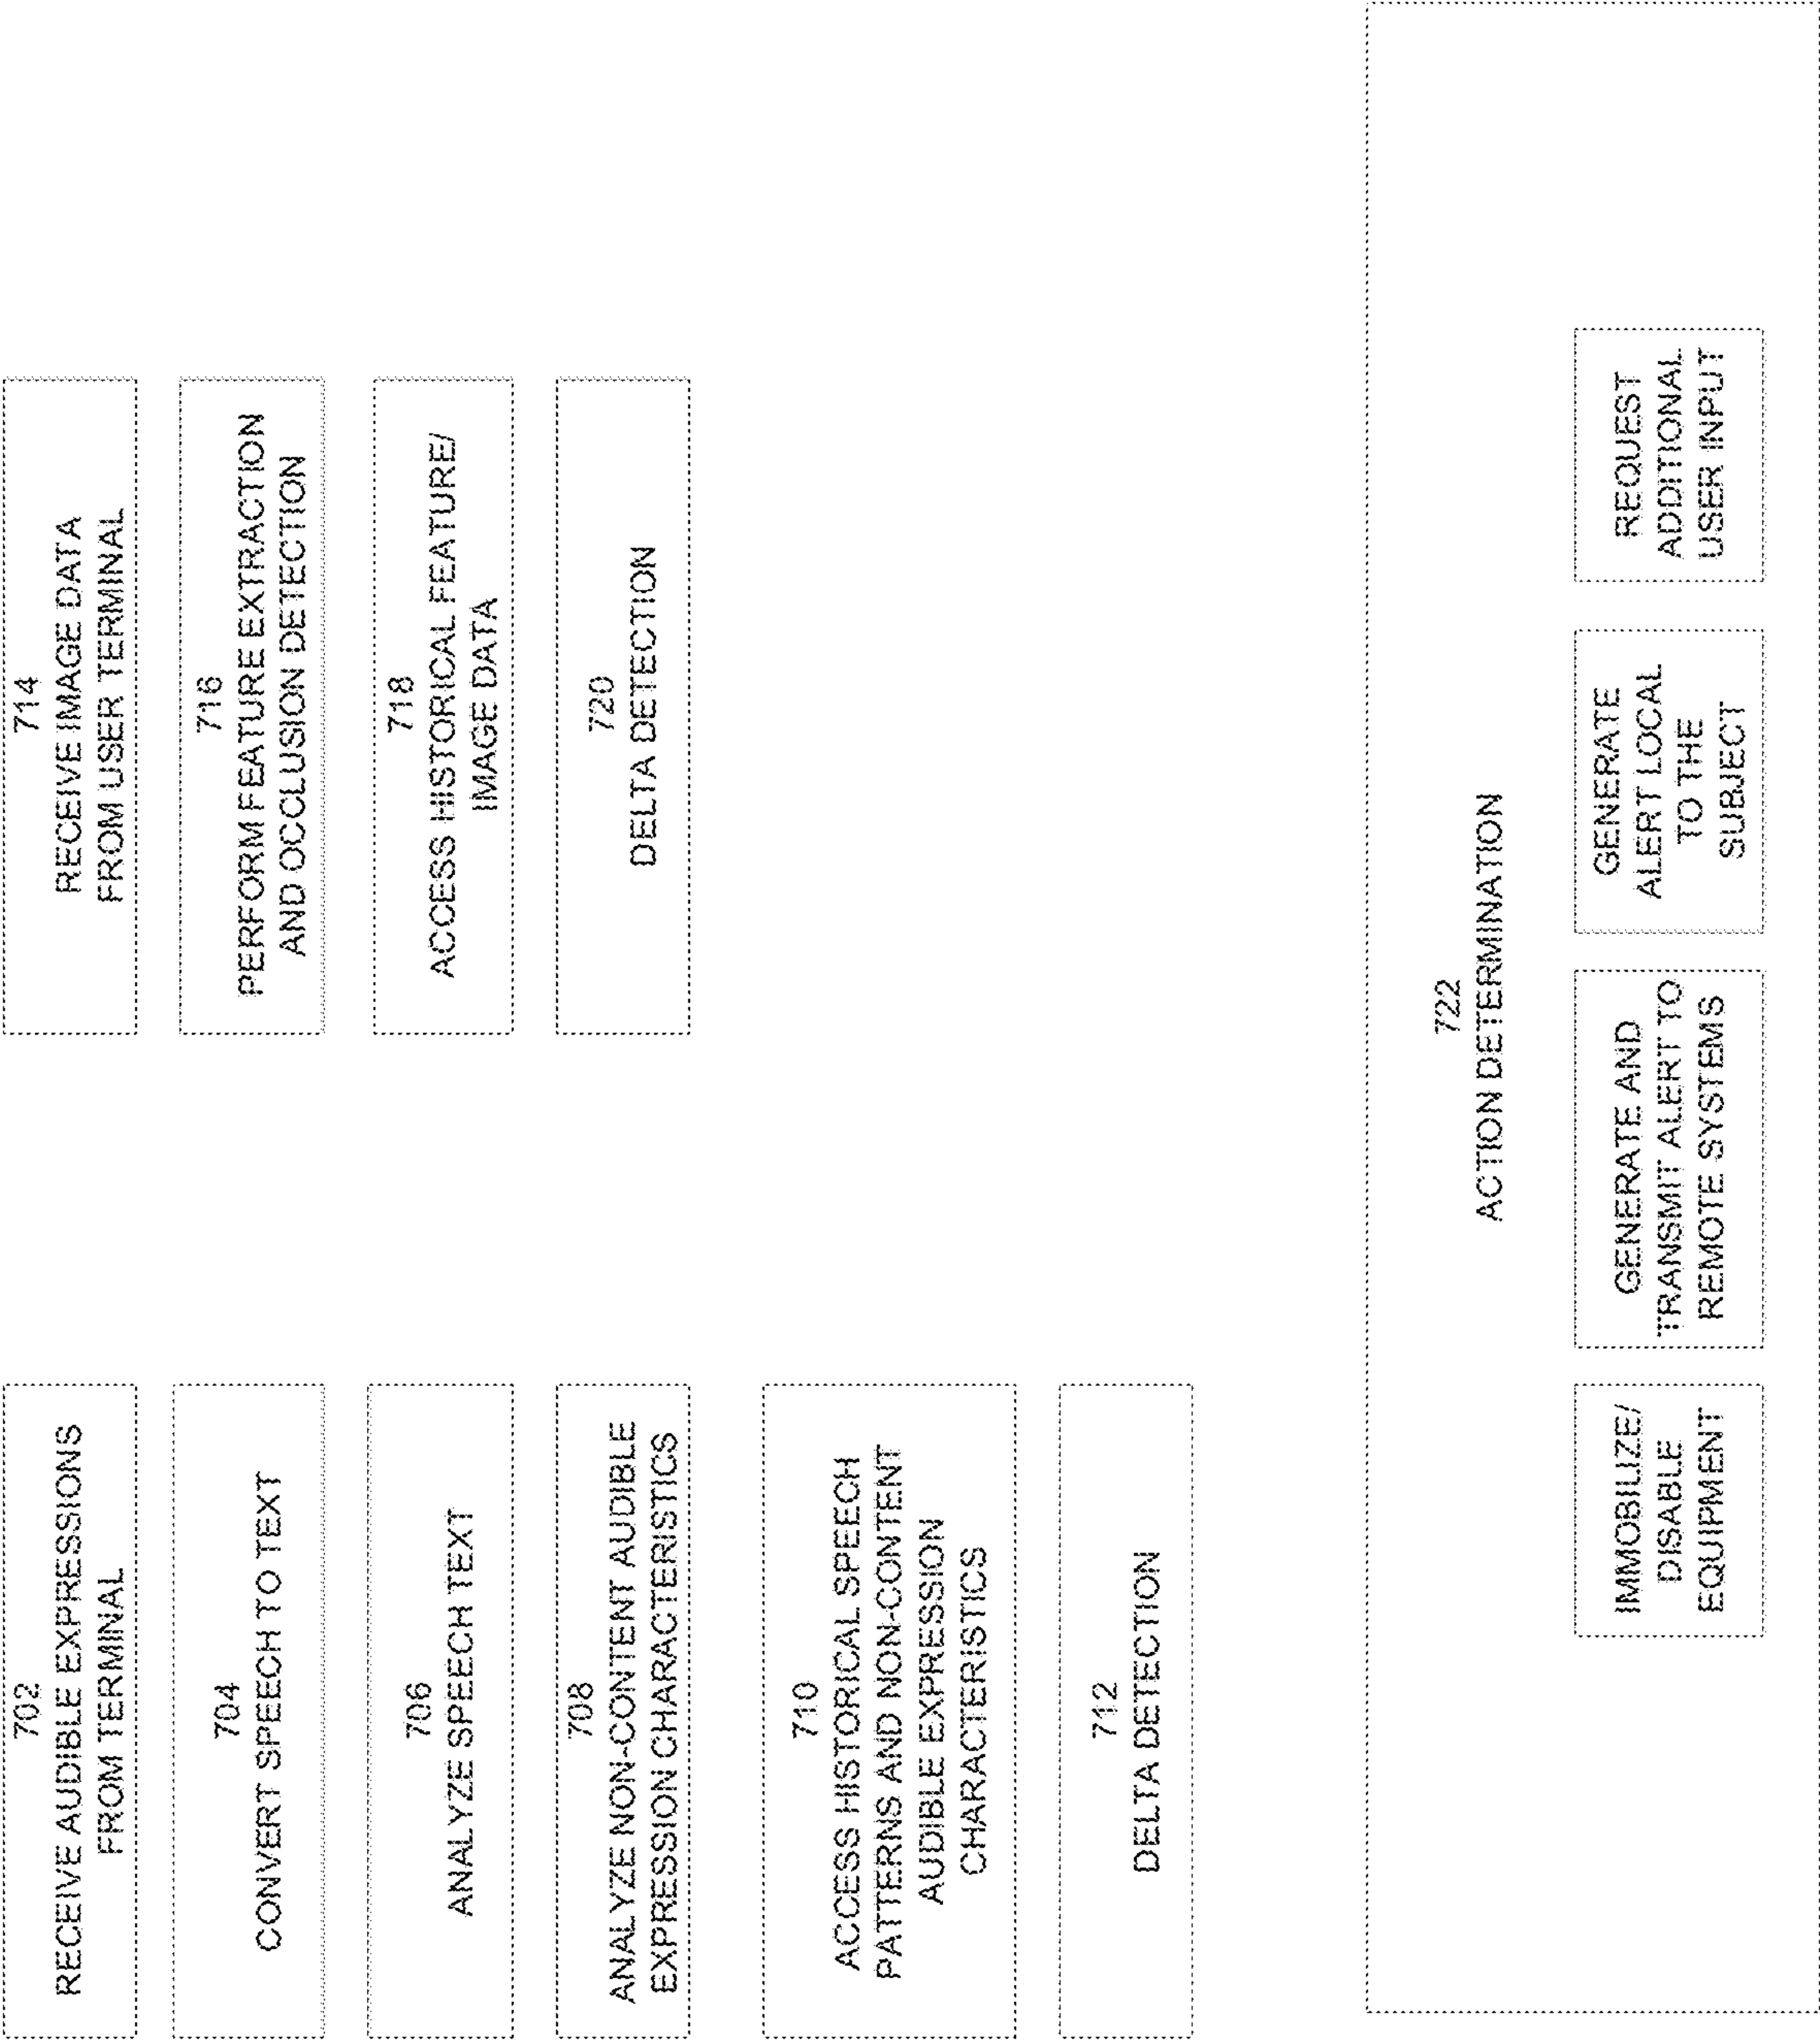 702
RECEIVE AUDIBLE EXPRESSIONS
FROM TERMINAL
704
CONVERT SPEECH TO TEXT
706
ANALYZE SPEECH TEXT
708
ANALYZE NON-CONTENT AUDIBLE
EXPRESSION CHARACTERISTICS
710
ACCESS HISTORICAL SPEECH
PATTERNS AND NON-CONTENT
AUDIBLE EXPRESSION
CHARACTERISTICS
712
DELTA DETECTION
714
RECEIVE IMAGE DATA
FROM USER TERMINAL
716
PERFORM FEATURE EXTRACTION
AND OCCLUSION DETECTION
718
ACCESS HISTORICAL FEATURE/
IMAGE DATA
720
DELTA DETECTION
722
ACTION DETERMINATION
IMMOBILIZE/
DISABLE
EQUIPMENT
GENERATE AND
TRANSMIT ALERT TO
REMOTE SYSTEMS
GENERATE
ALERT LOCAL
TO THE
SUBJECT
REQUEST
ADDITIONAL
USER INPUT